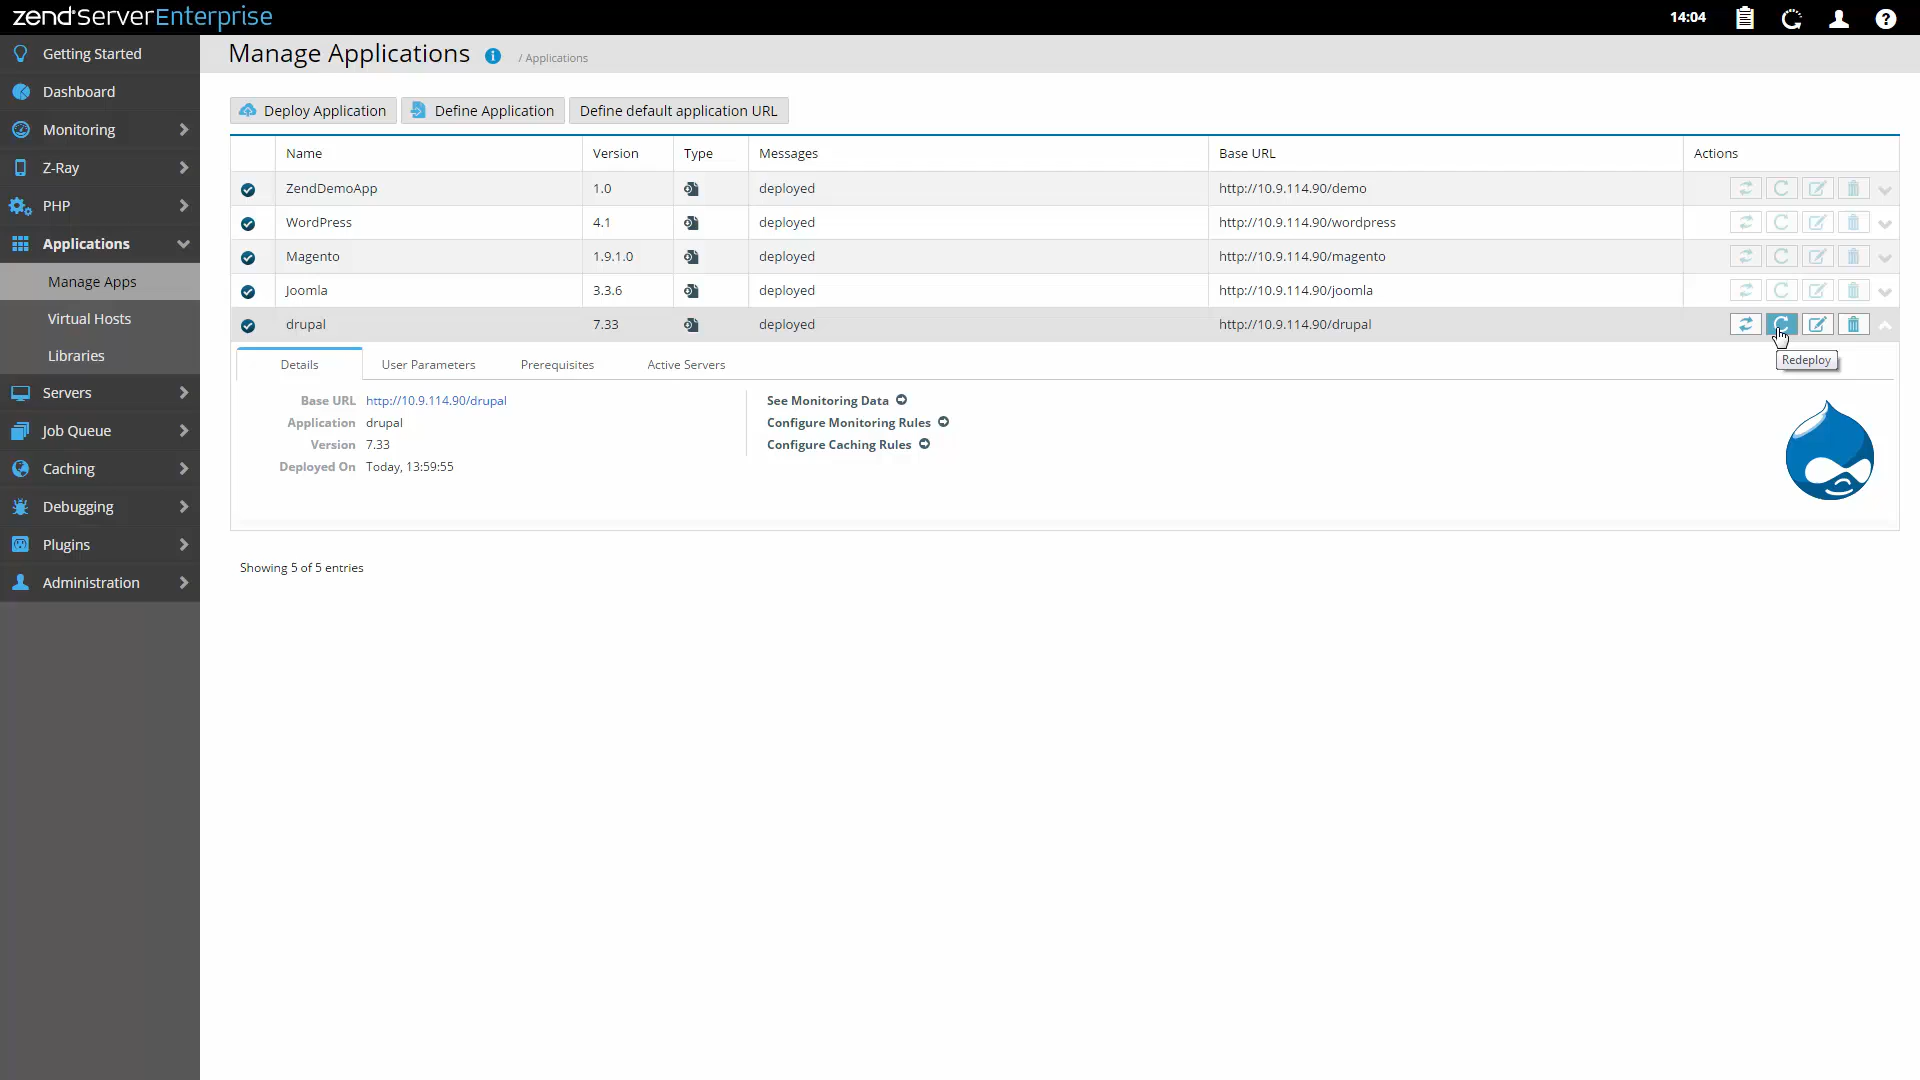 zend Server Enterprise
14:04
Getting Started
Dashboard
Monitoring
Z-Ray
PHP
Applications
Manage Apps
Virtual Hosts
Libraries
Servers
Job Queue
Caching
Debugging
Plugins
Administration
Manage Applications / Applications
Deploy Application Define Application Define default application URL
Name Version Type Messages Base URL Actions
ZendDemoApp 1.0 deployed http://10.9.114.90/demo
WordPress 4.1 deployed http://10.9.114.90/wordpress
Magento 1.9.1.0 deployed http://10.9.114.90/magento
Joomla 3.3.6 deployed http://10.9.114.90/joomla
drupal 7.33 deployed http://10.9.114.90/drupal
Redeploy
Details User Parameters Prerequisites Active Servers
Base URL http://10.9.114.90/drupal See Monitoring Data
Application drupal Configure Monitoring Rules
Version 7.33 Configure Caching Rules
Deployed On Today, 13:59:55
Showing 5 of 5 entries